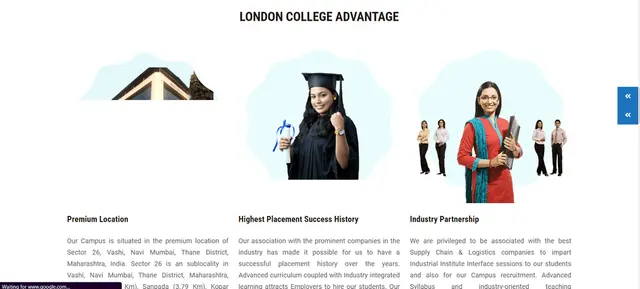 LONDON COLLEGE ADVANTAGE
Premium Location
Our Campus is situated in the premium location of
Sector 26, Vashi, Navi Mumbai, Thane District,
Maharashtra, India. Sector 26 is an sublocality in
Vashi, Navi Mumbai, Thane District, Maharashtra,
Km), Sanpada (3.79 Km), Kopar
Highest Placement Success History
Our association with the prominent companies in the
industry has made it possible for us to have a
successful placement history over the years.
Advanced curriculum coupled with Industry integrated
learning attracts Employers to hire our students. Our
Industry Partnership
We are privileged to be associated with the best
Supply Chain & Logistics companies to impart
Industrial Institute Interface sessions to our students
and also for our Campus recruitment. Advanced
Syllabus and industry-oriented teaching
Waiting for www.google.com...